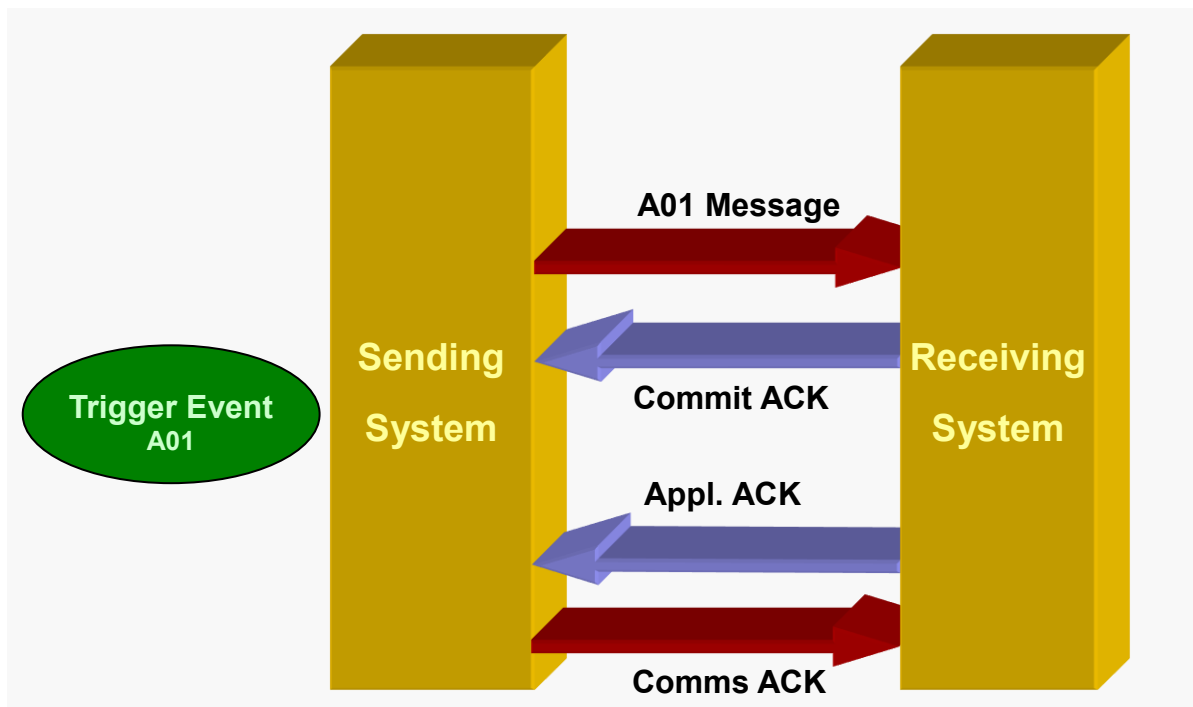 A01 Message
Sending
System
Receiving
System
Trigger Event
A01
Commit ACK
Appl. ACK
Comms ACK